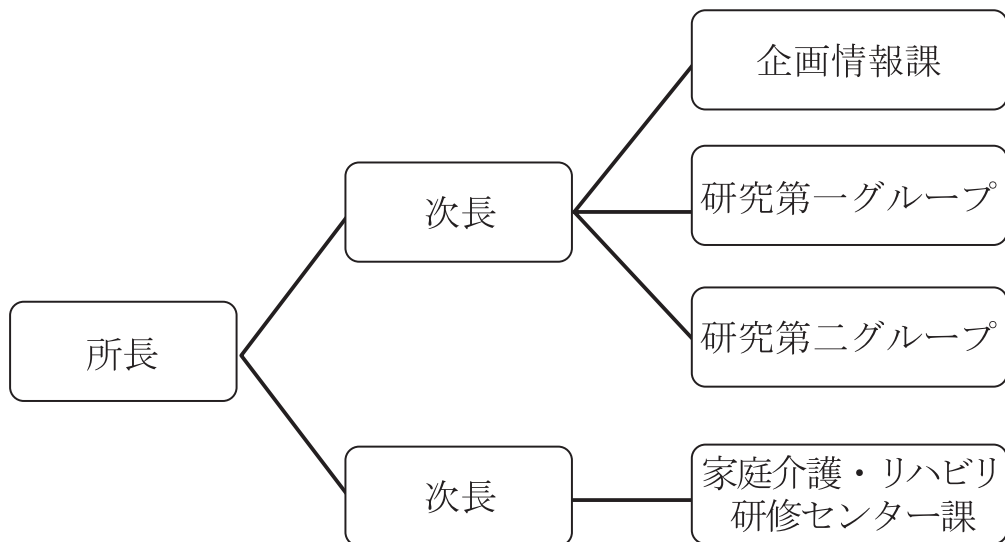 企画情報課
次長
研究第一グループ
所長
研究第二グループ
次長
家庭介護・リハビリ
研修センター課